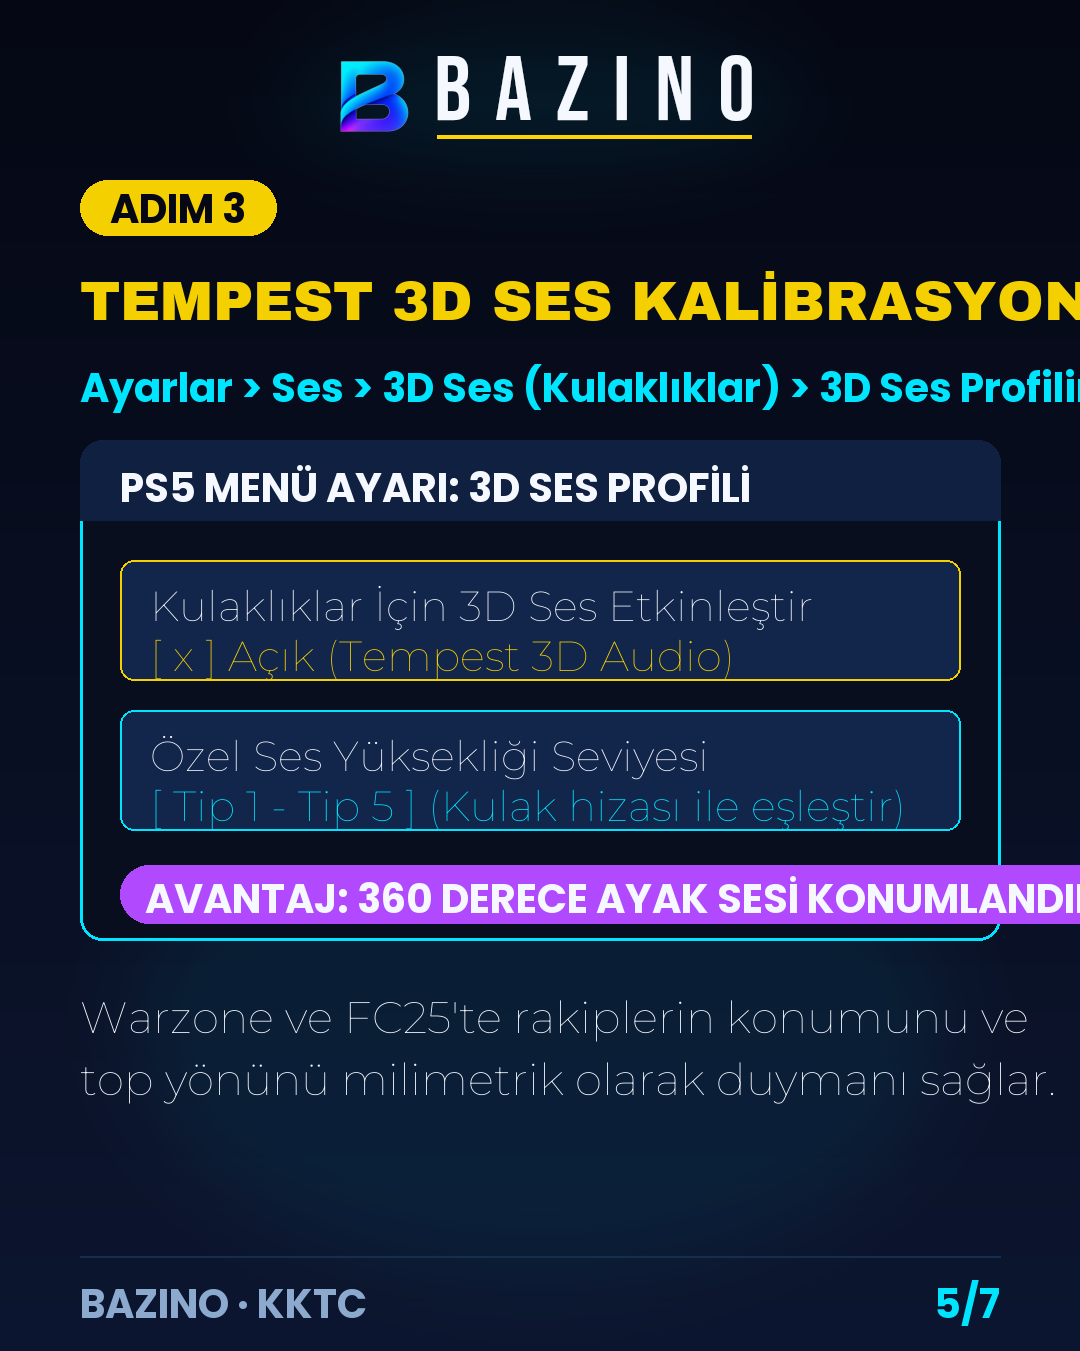 BAZINO
ADIM 3
TEMPEST 3D SES KALİBRASYON
Ayarlar > Ses > 3D Ses (Kulaklıklar) > 3D Ses
PS5 MENÜ AYARI: 3D SES PROFİLİ
Kulaklıklar İçin 3D Ses Etkinleştir
[ x ] Açık (Tempest 3D Audio)
Özel Ses Yüksekliği Seviyesi
[ Tip 1 - Tip 5 ] (Kulak hizası ile eşleştir)
AVANTAJ: 360 DERECE AYAK SESİ
Warzone ve FC25'te rakiplerin konumunu ve
top yönünü milimetrik olarak duymanı sağlar.
BAZINO · KKTC
5/7